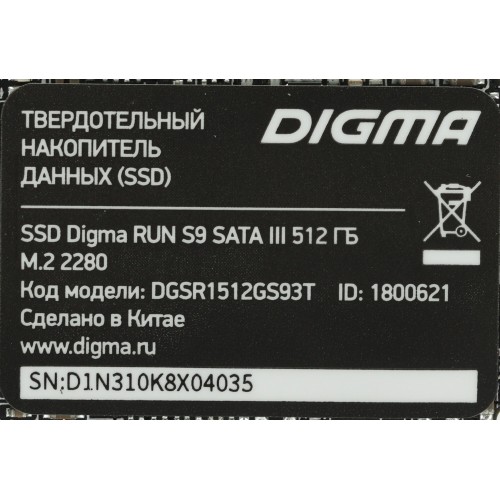 ТВЕРДОТЕЛЬНЫЙ
НАКОПИТЕЛЬ
ДАННЫХ (SSD)
DIGMA
SSD Digma RUN S9 SATA III 512 ГБ
M.2 2280
Код модели: DGSR1512GS93T ID: 1800621
Сделано в Китае
www.digma.ru
SN:D1N310K8X04035